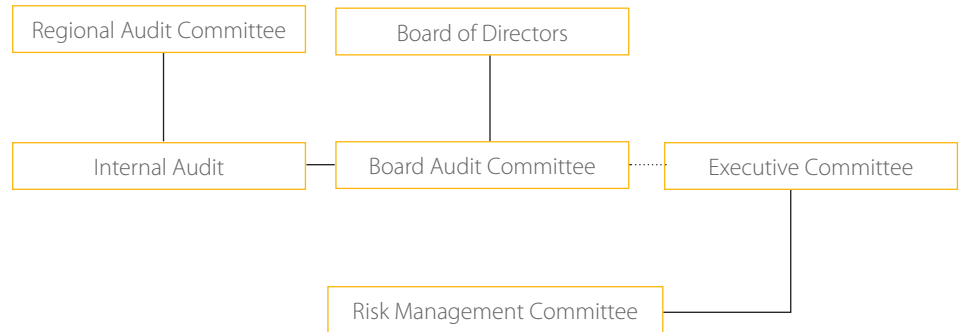 Regional Audit Committee
Board of Directors
Internal Audit
Board Audit Committee
Executive Committee
Risk Management Committee